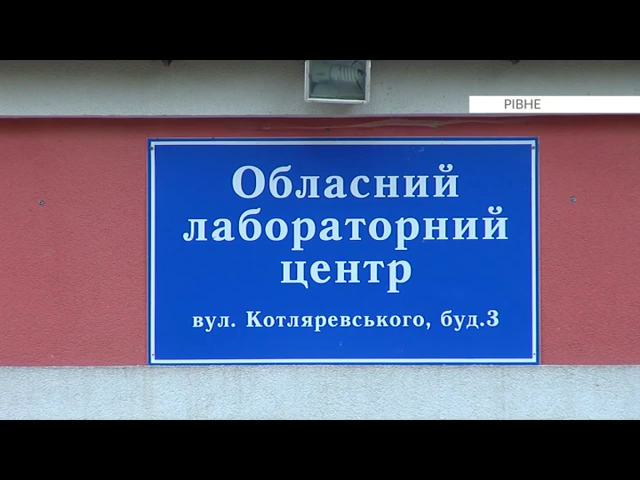 РІВНЕ
Обласний
лабораторний
центр
вул. Котляревського, буд.3